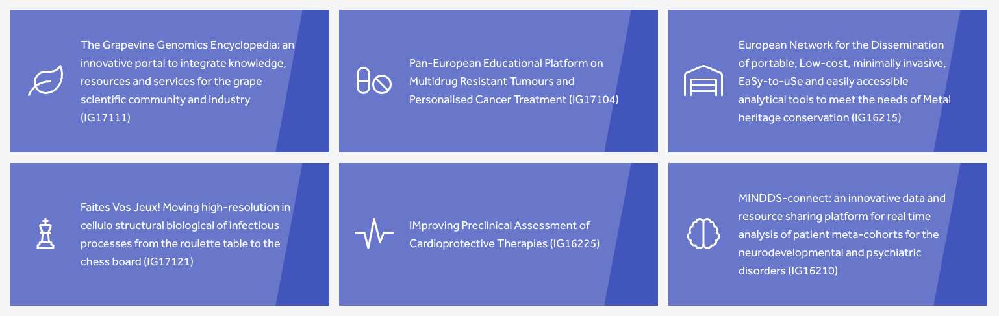 The Grapevine Genomics Encyclopedia: an
innovative portal to integrate knowledge,
resources and services for the grape
scientific community and industry
(IG17111)
Pan-European Educational Platform on
Multidrug Resistant Tumours and
Personalised Cancer Treatment (IG17104)
European Network for the Dissemination
of portable, Low-cost, minimally invasive,
EaSy-to-uSe and easily accessible
analytical tools to meet the needs of Metal
heritage conservation (IG16215)
Faites Vos Jeux! Moving high-resolution in
cellulo structural biological of infectious
processes from the roulette table to the
chess board (IG17121)
IMproving Preclinical Assessment of
Cardioprotective Therapies (IG16225)
MINDDS-connect: an innovative data and
resource sharing platform for real time
analysis of patient meta-cohorts for the
neurodevelopmental and psychiatric
disorders (IG16210)